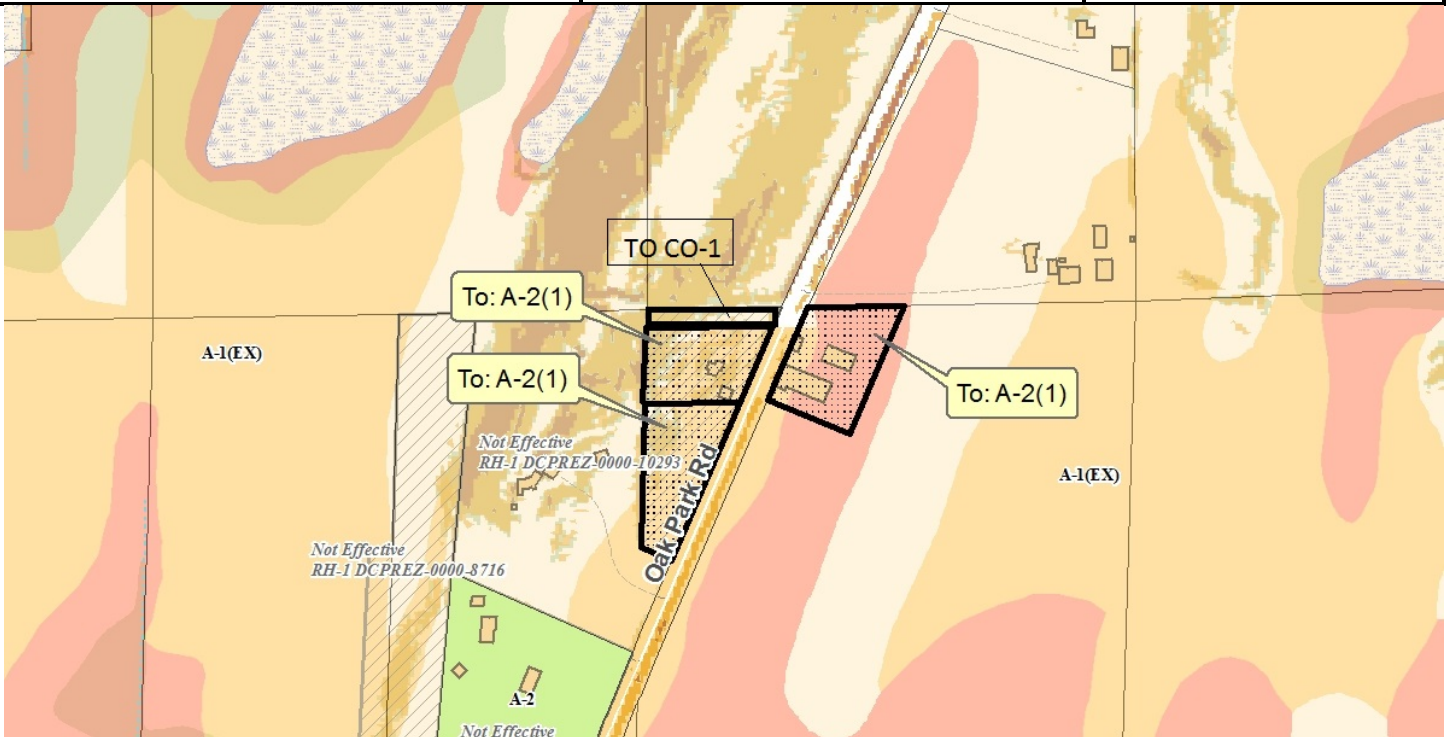 TO CO-1
To: A-2(1)
A-1(EX)
To: A-2(1)
To: A-2(1)
Not Effective
RH-1 DCPREZ-0000-10293
A-1(EX)
Oak Park Rd
Not Effective
RH-1 DCPREZ-0000-8716
A-2
Not Effective